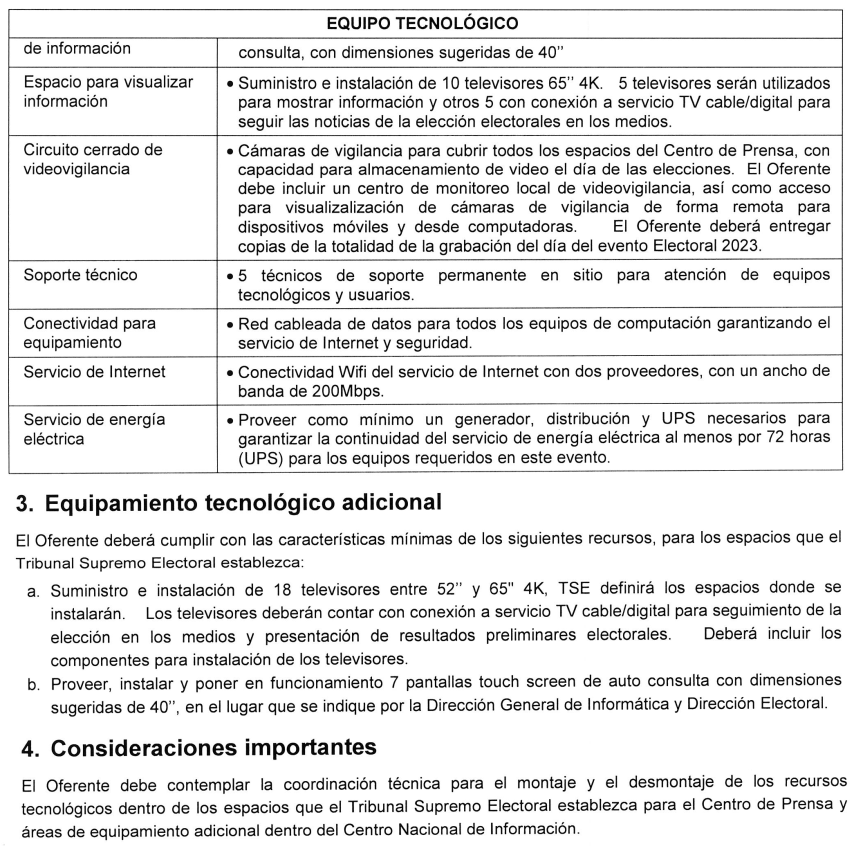 EQUIPO TECNOLÓGICO
de información
consulta, con dimensiones sugeridas de 40’’
Espacio para visualizar
información
• Suministro e instalación de 10 televisores 65’’ 4K. 5 televisores serán utilizados
para mostrar información y otros 5 con conexión a servicio TV cable/digital para
seguir las noticias de la elección electorales en los medios.
Circuito cerrado de
videovigilancia
• Cámaras de vigilancia para cubrir todos los espacios del Centro de Prensa, con
capacidad para almacenamiento de video el día de las elecciones. El Oferente
debe incluir un centro de monitoreo local de videovigilancia, así como acceso
para visualizalización de cámaras de vigilancia de forma remota para
dispositivos móviles y desde computadoras. El Oferente deberá entregar
copias de la totalidad de la grabación del día del evento Electoral 2023.
Soporte técnico
• 5 técnicos de soporte permanente en sitio para atención de equipos
tecnológicos y usuarios.
Conectividad para
equipamiento
• Red cableada de datos para todos los equipos de computación garantizando el
servicio de Internet y seguridad.
Servicio de Internet
• Conectividad Wifi del servicio de Internet con dos proveedores, con un ancho de
banda de 200Mbps.
Servicio de energía
eléctrica
• Proveer como mínimo un generador, distribución y UPS necesarios para
garantizar la continuidad del servicio de energía eléctrica al menos por 72 horas
(UPS) para los equipos requeridos en este evento.
3. Equipamiento tecnológico adicional
El Oferente deberá cumplir con las características mínimas de los siguientes recursos, para los espacios que el
Tribunal Supremo Electoral establezca:
a. Suministro e instalación de 18 televisores entre 52’’ y 65" 4K, TSE definirá los espacios donde se
instalarán. Los televisores deberán contar con conexión a servicio TV cable/digital para seguimiento de la
elección en los medios y presentación de resultados preliminares electorales. Deberá incluir los
componentes para instalación de los televisores.
b. Proveer, instalar y poner en funcionamiento 7 pantallas touch screen de auto consulta con dimensiones
sugeridas de 40’’, en el lugar que se indique por la Dirección General de Informática y Dirección Electoral.
4. Consideraciones importantes
El Oferente debe contemplar la coordinación técnica para el montaje y el desmontaje de los recursos
tecnológicos dentro de los espacios que el Tribunal Supremo Electoral establezca para el Centro de Prensa y
áreas de equipamiento adicional dentro del Centro Nacional de Información.